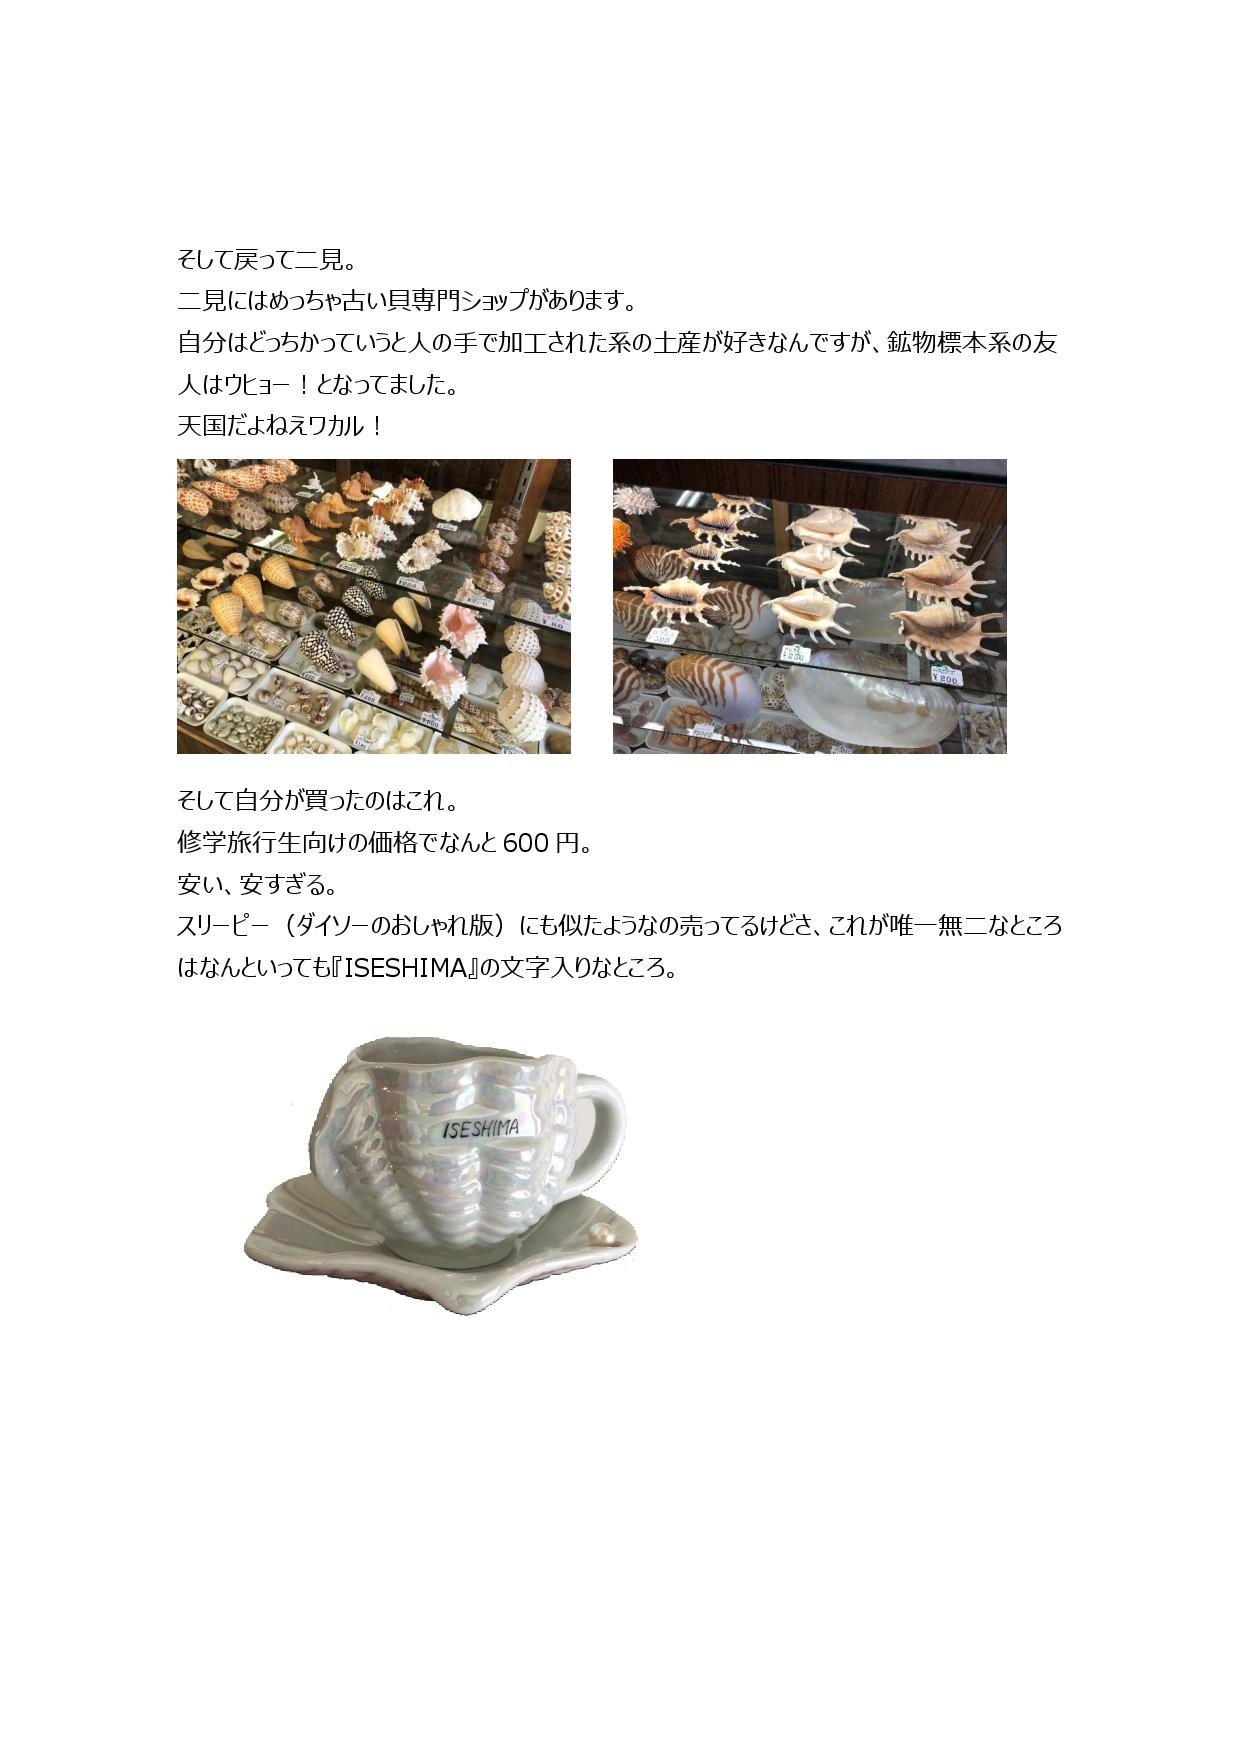 そして戻って二見。
二見にはめっちゃ古い貝専門ショップがあります。
自分はどっちかっていうと人の手で加工された系の土産が好きなんですが、鉱物標本系の友
人はウヒョー！となってました。
天国だよねえワカル！
¥200
¥200
¥80
¥200
¥250
¥200
そして自分が買ったのはこれ。
修学旅行生向けの価格でなんと 600 円。
安い、安すぎる。
スリーピー（ダイソーのおしゃれ版）にも似たようなの売ってるけどさ、これが唯一無二なところ
はなんといっても『ISESHIMA』の文字入りなところ。
ISESHIMA